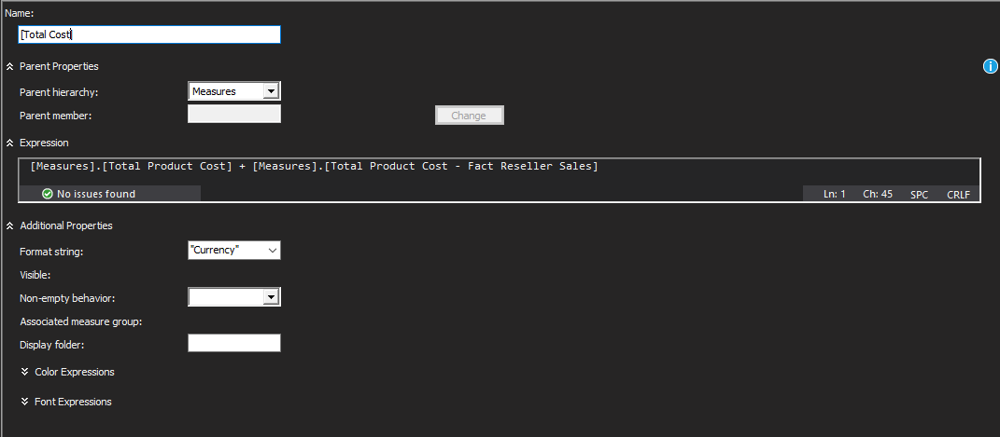 Name:
[Total Cost]
Parent Properties
Parent hierarchy: Measures
Parent member: Change
Expression
[Measures].[Total Product Cost] + [Measures].[Total Product Cost - Fact Reseller Sales]
No issues found Ln: 1 Ch: 45 SPC CRLF
Additional Properties
Format string: "Currency"
Visible:
Non-empty behavior:
Associated measure group:
Display folder:
Color Expressions
Font Expressions